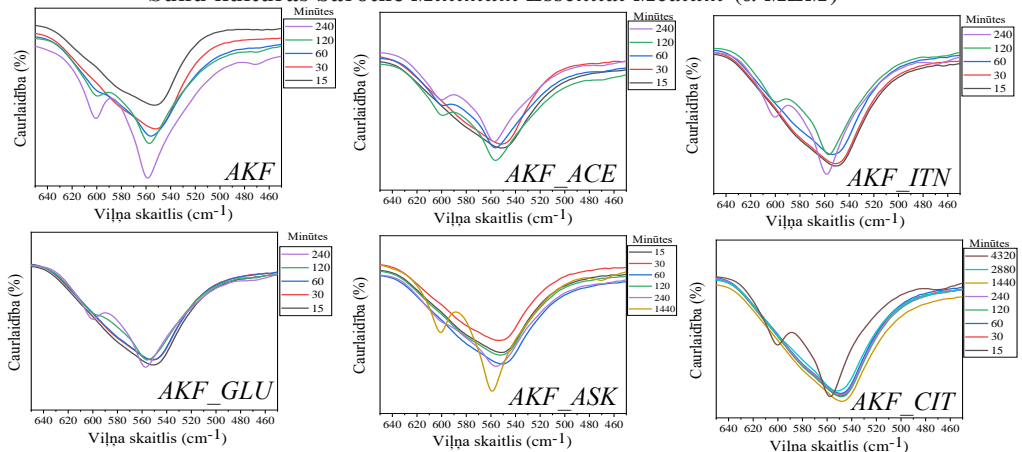 Šūnu kultūras barotne Minimum Essential Medium (α-MEM)
Minūtes
240
120
60
30
15
Caurlaidība (%)
AKF
640 620 600 580 560 540 520 500 480 460
Viļņa skaitlis (cm-1)
Minūtes
240
120
60
30
15
Caurlaidība (%)
AKF_ACE
640 620 600 580 560 540 520 500 480 460
Viļņa skaitlis (cm-1)
Minūtes
240
120
60
30
15
Caurlaidība (%)
AKF_ITN
640 620 600 580 560 540 520 500 480 460
Viļņa skaitlis (cm-1)
Minūtes
240
120
60
30
15
Caurlaidība (%)
AKF_GLU
640 620 600 580 560 540 520 500 480 460
Viļņa skaitlis (cm-1)
Minūtes
15
30
60
120
240
1440
Caurlaidība (%)
AKF_ASK
640 620 600 580 560 540 520 500 480 460
Viļņa skaitlis (cm-1)
Minūtes
4320
2880
1440
240
120
60
30
15
Caurlaidība (%)
AKF_CIT
640 620 600 580 560 540 520 500 480 460
Vilna skaitlis (cm-1)